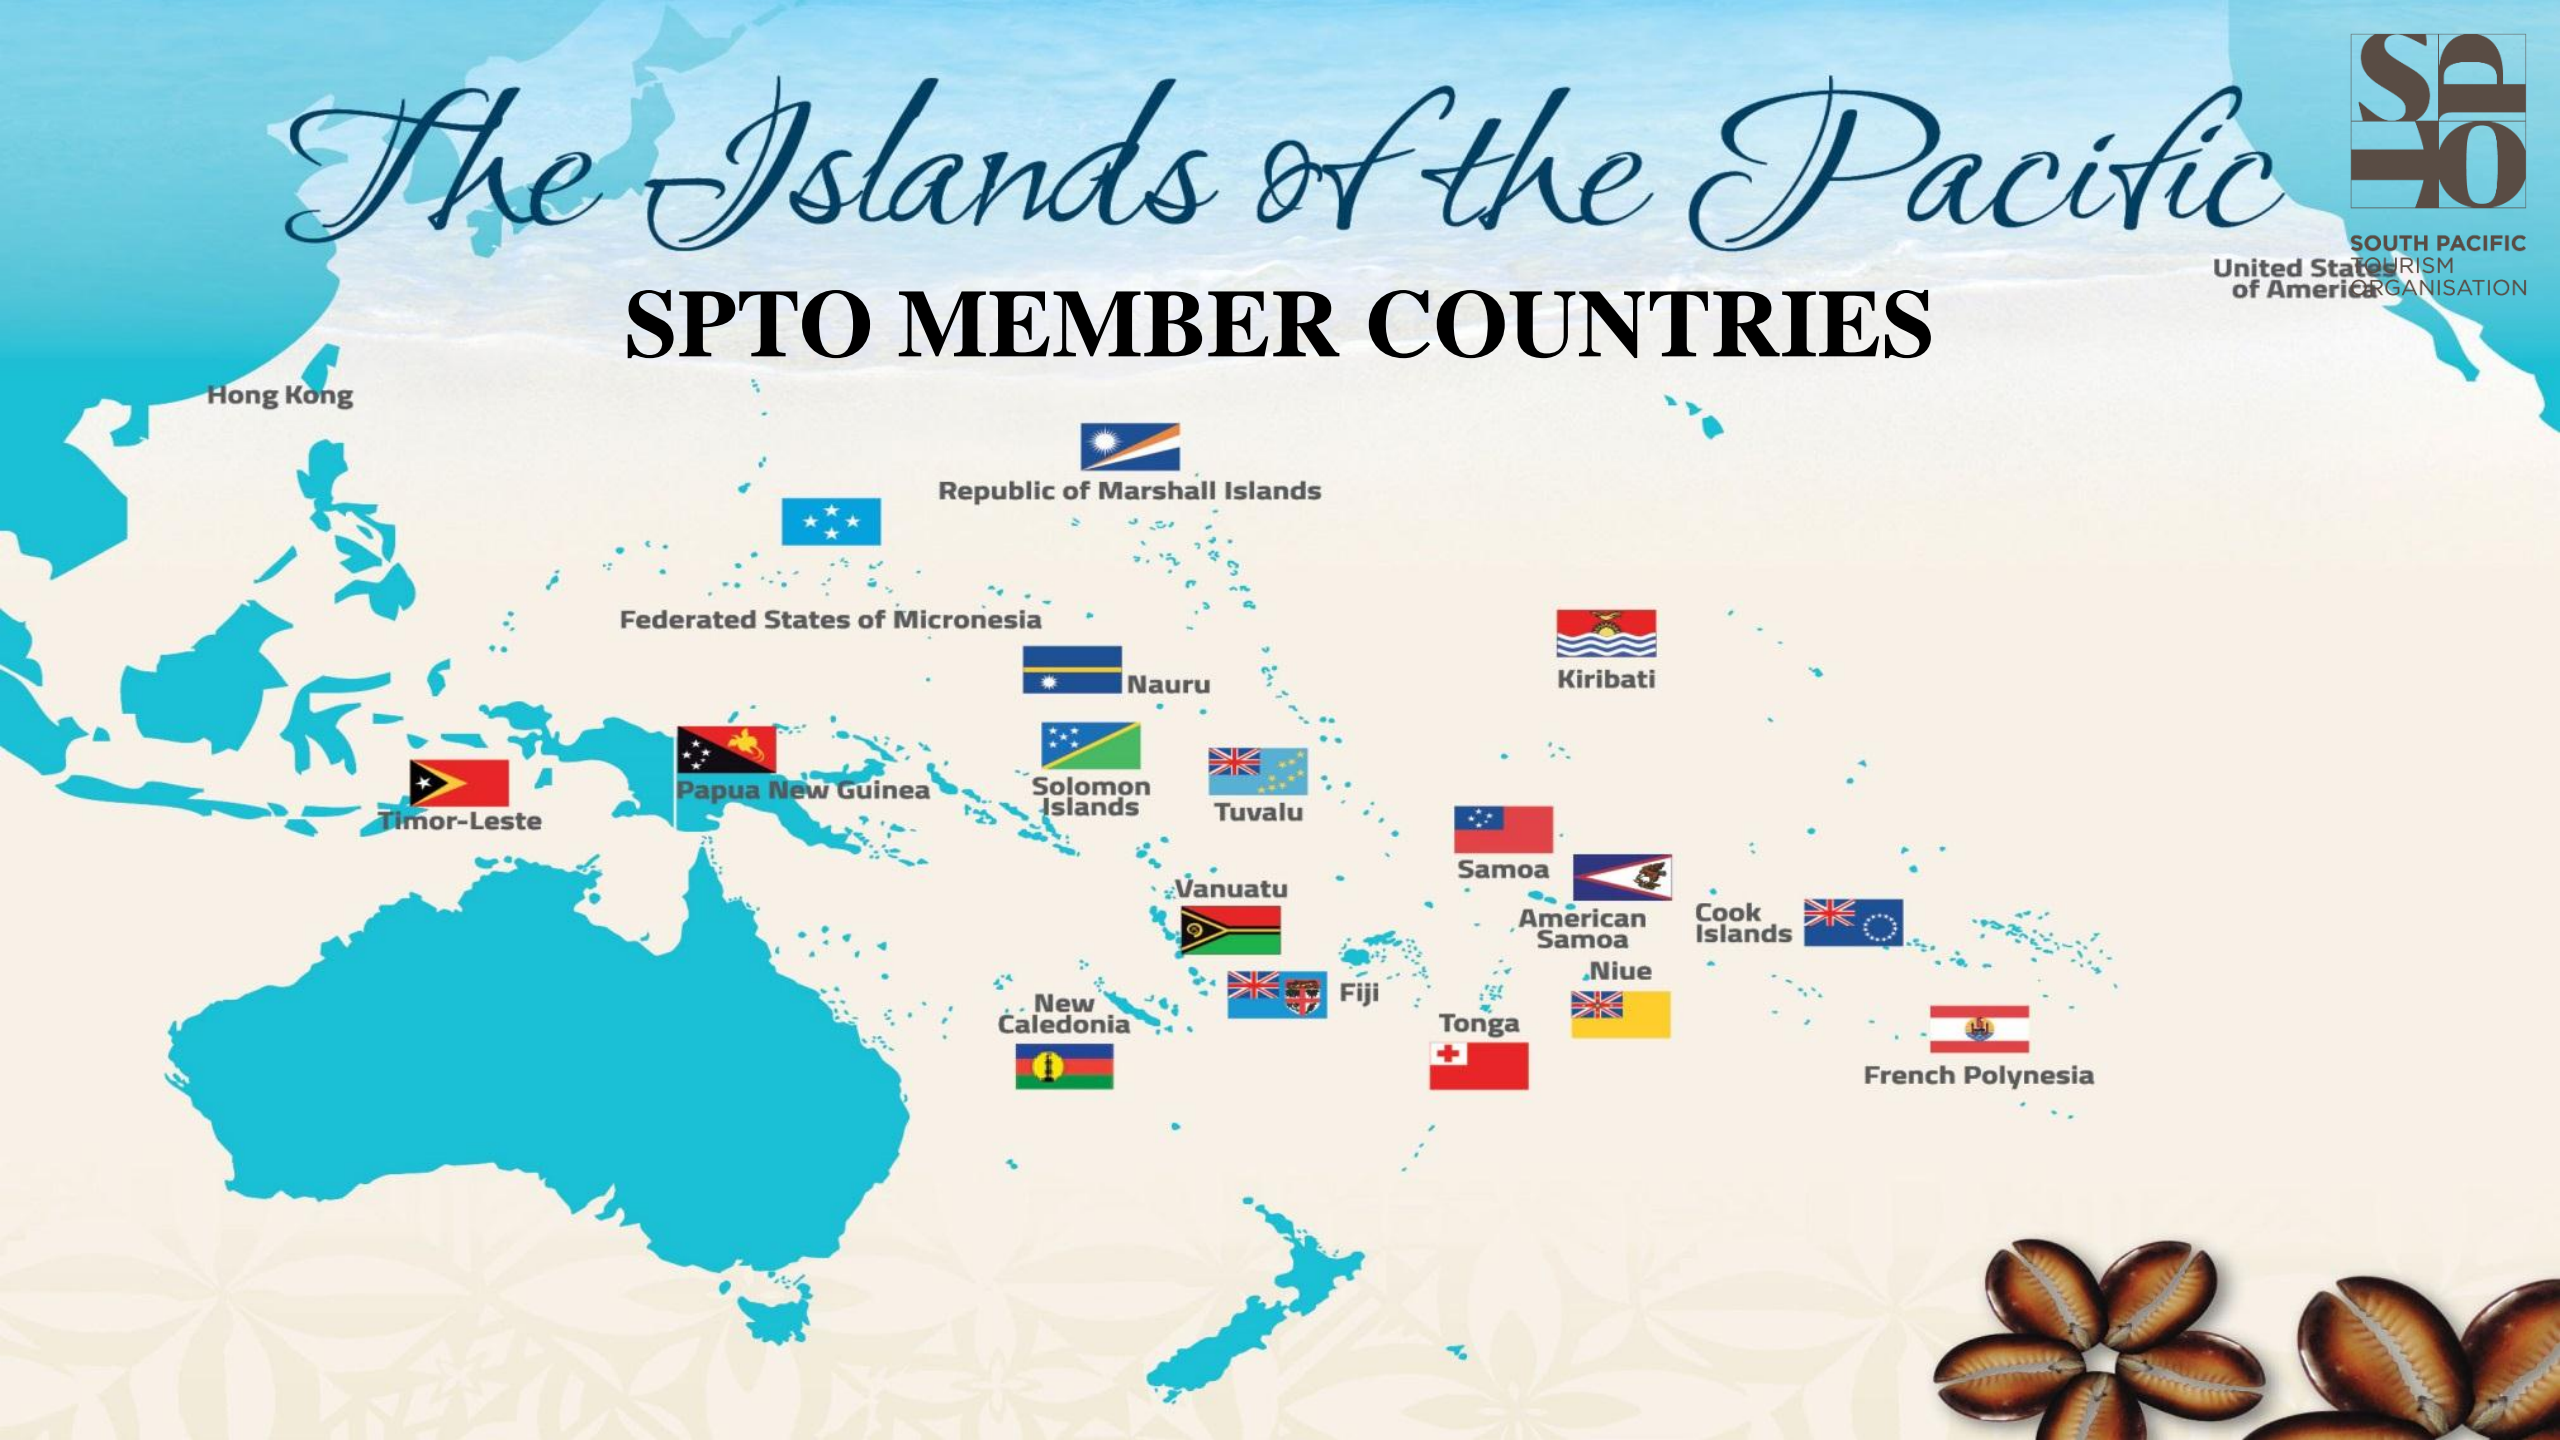 The Islands of the Pacific
SPTO
SOUTH PACIFIC
TOURISM
ORGANISATION
United States
of America
SPTO MEMBER COUNTRIES
Hong Kong
Republic of Marshall Islands
Federated States of Micronesia
Nauru
Kiribati
Papua New Guinea
Timor-Leste
Solomon
Islands
Tuvalu
Samoa
Vanuatu
American
Samoa
Cook
Islands
Niue
Fiji
New
Caledonia
Tonga
French Polynesia